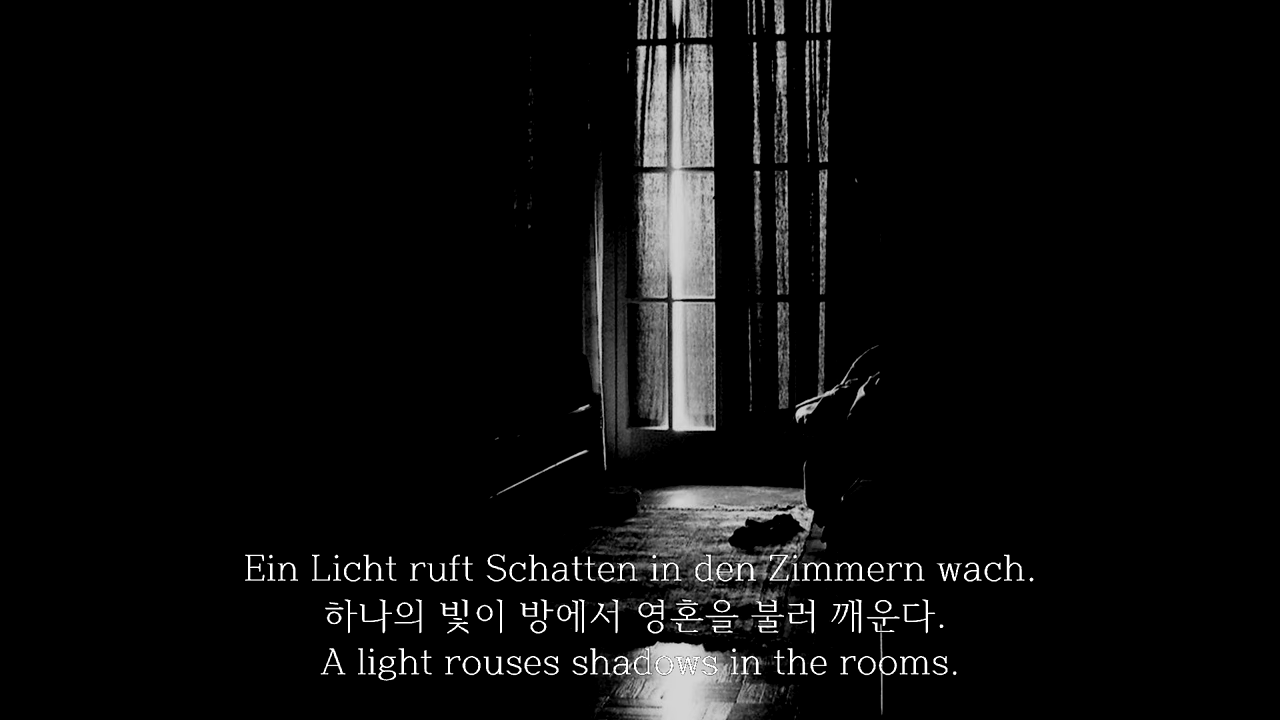 Ein Licht ruft Schatten in den Zimmern wach.
하나의 빛이 방에서 영혼을 불러 깨운다.
A light rouses shadows in the rooms.